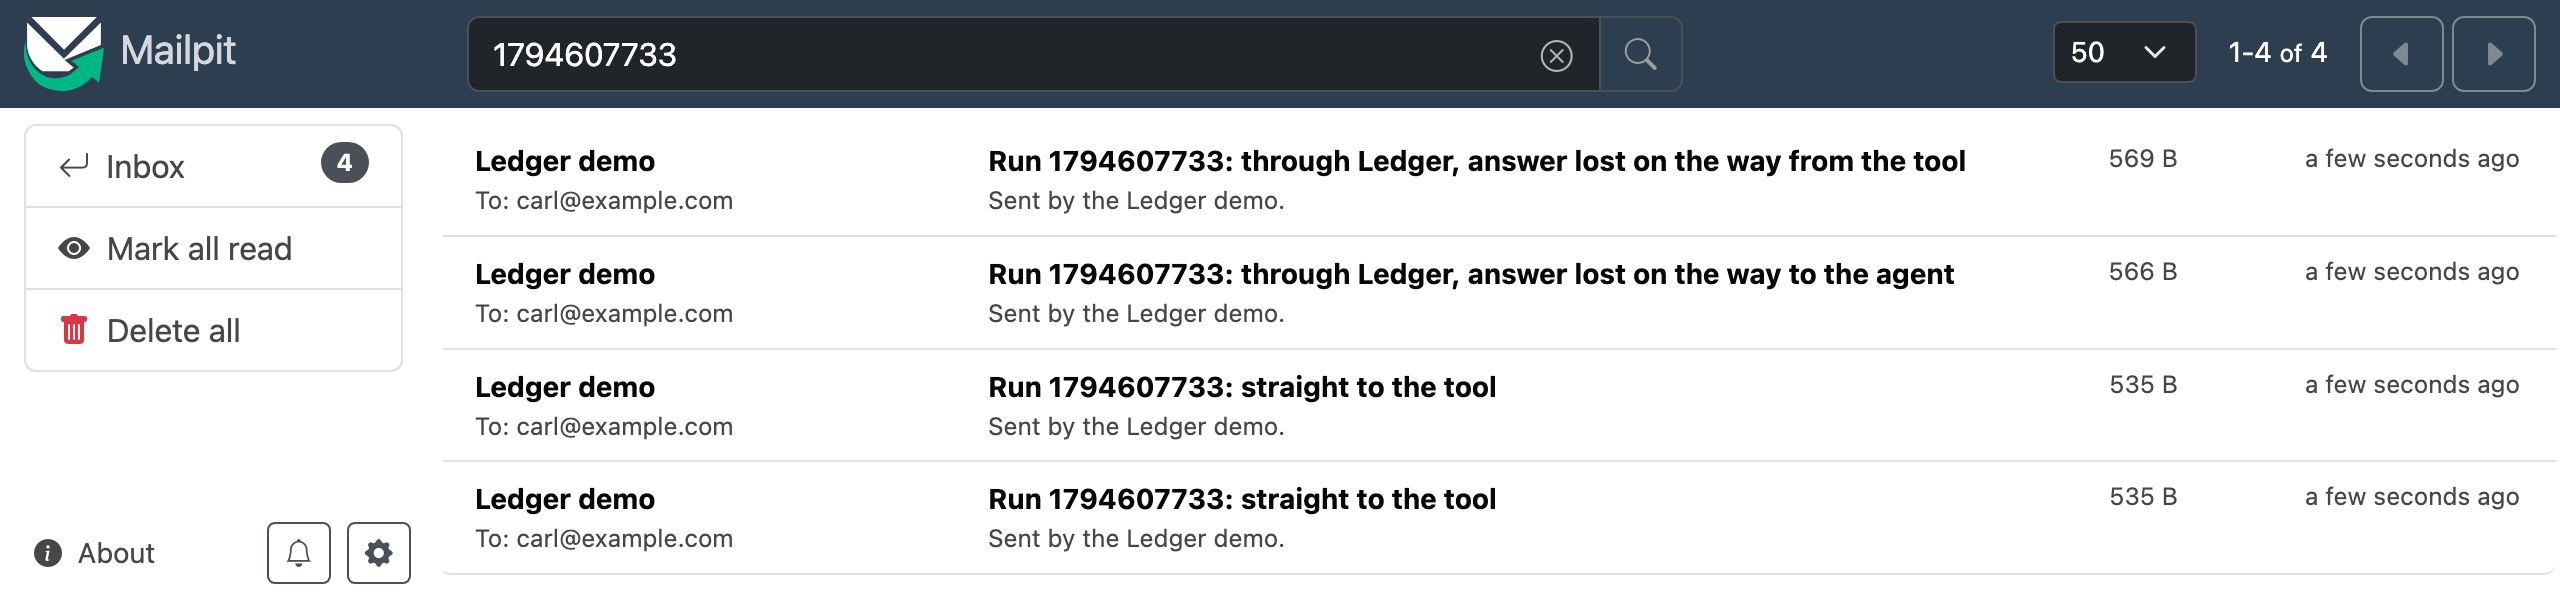 Mailpit
1794607733
50
1-4 of 4
Inbox 4
Mark all read
Delete all
About
Ledger demo
To: carl@example.com
Run 1794607733: through Ledger, answer lost on the way from the tool
Sent by the Ledger demo.
569 B
a few seconds ago
Ledger demo
To: carl@example.com
Run 1794607733: through Ledger, answer lost on the way to the agent
Sent by the Ledger demo.
566 B
a few seconds ago
Ledger demo
To: carl@example.com
Run 1794607733: straight to the tool
Sent by the Ledger demo.
535 B
a few seconds ago
Ledger demo
To: carl@example.com
Run 1794607733: straight to the tool
Sent by the Ledger demo.
535 B
a few seconds ago